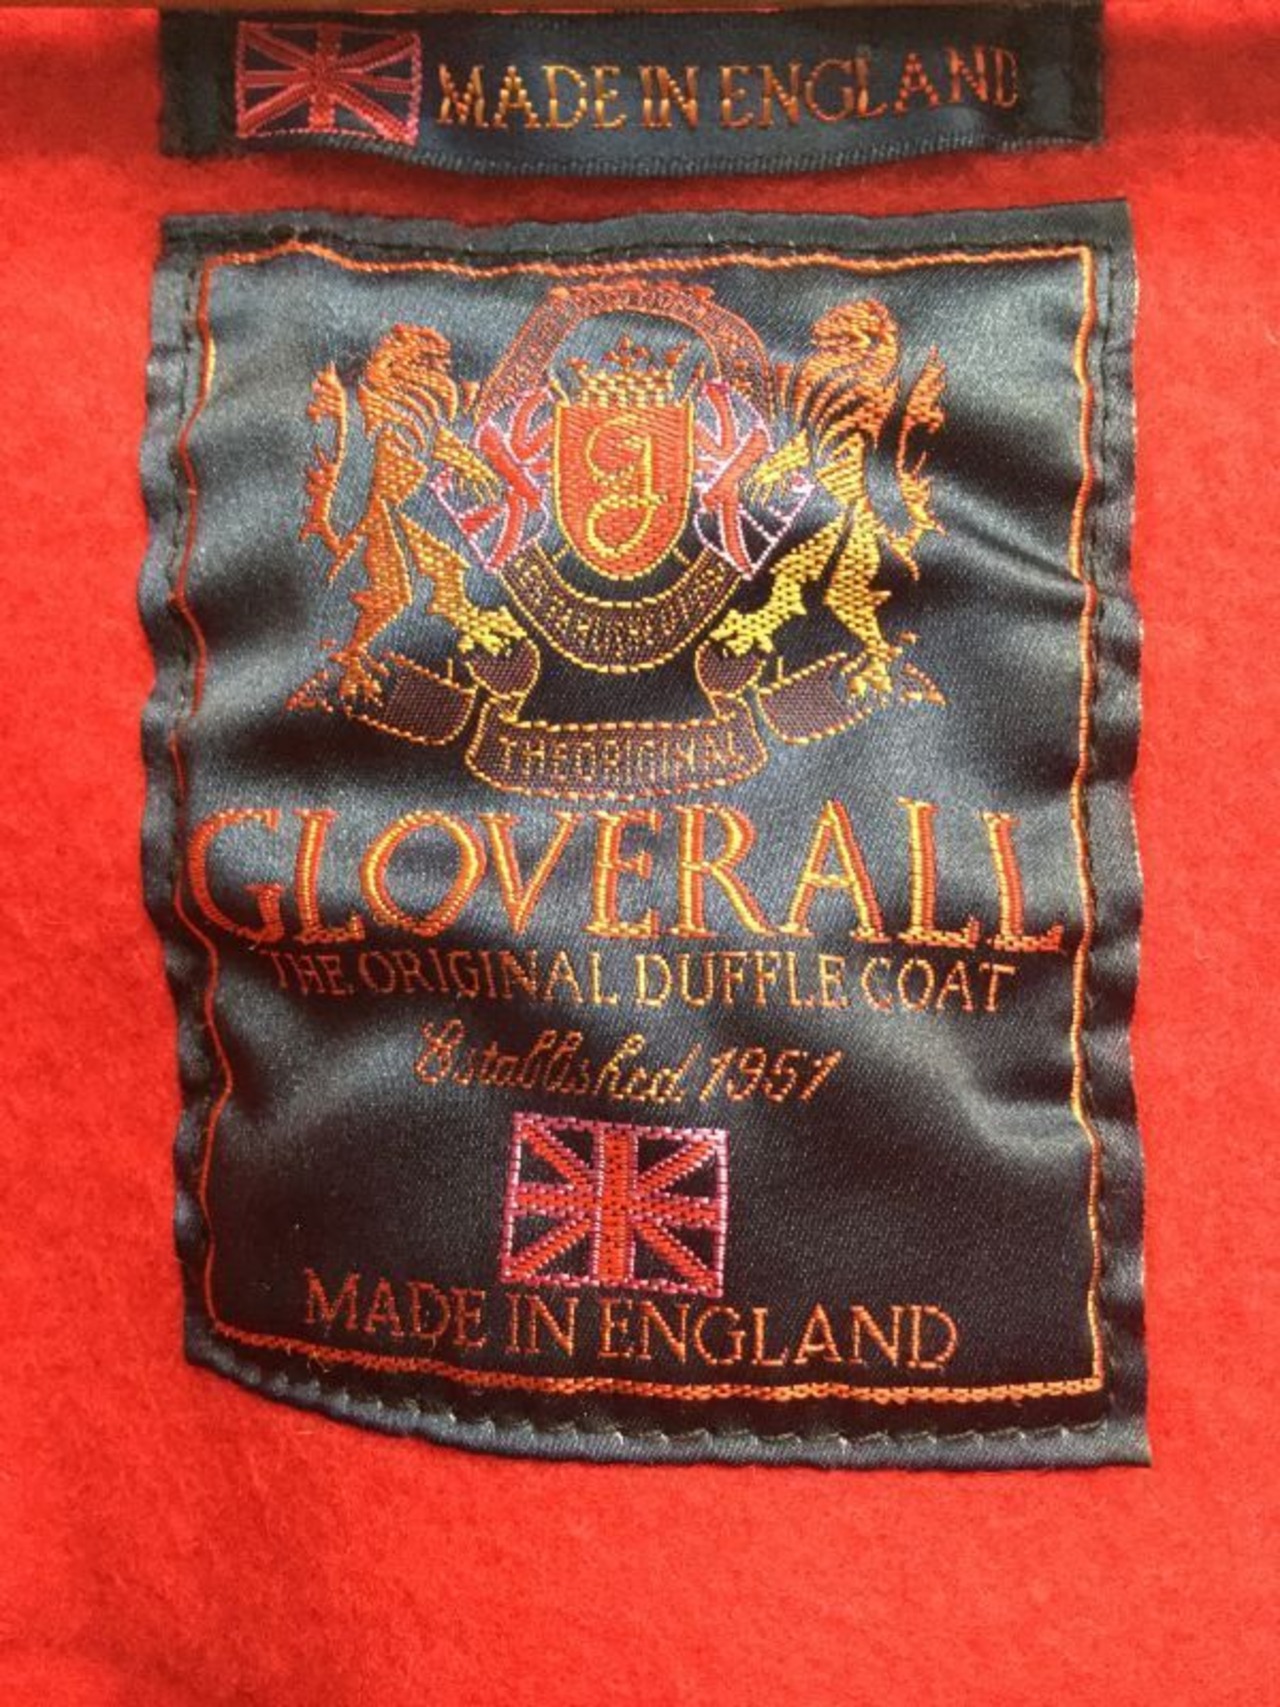 MADE IN ENGLAND
g
THE ORIGINAL
GLOVERALL
THE ORIGINAL DUFFLE COAT
Established 1951
MADE IN ENGLAND